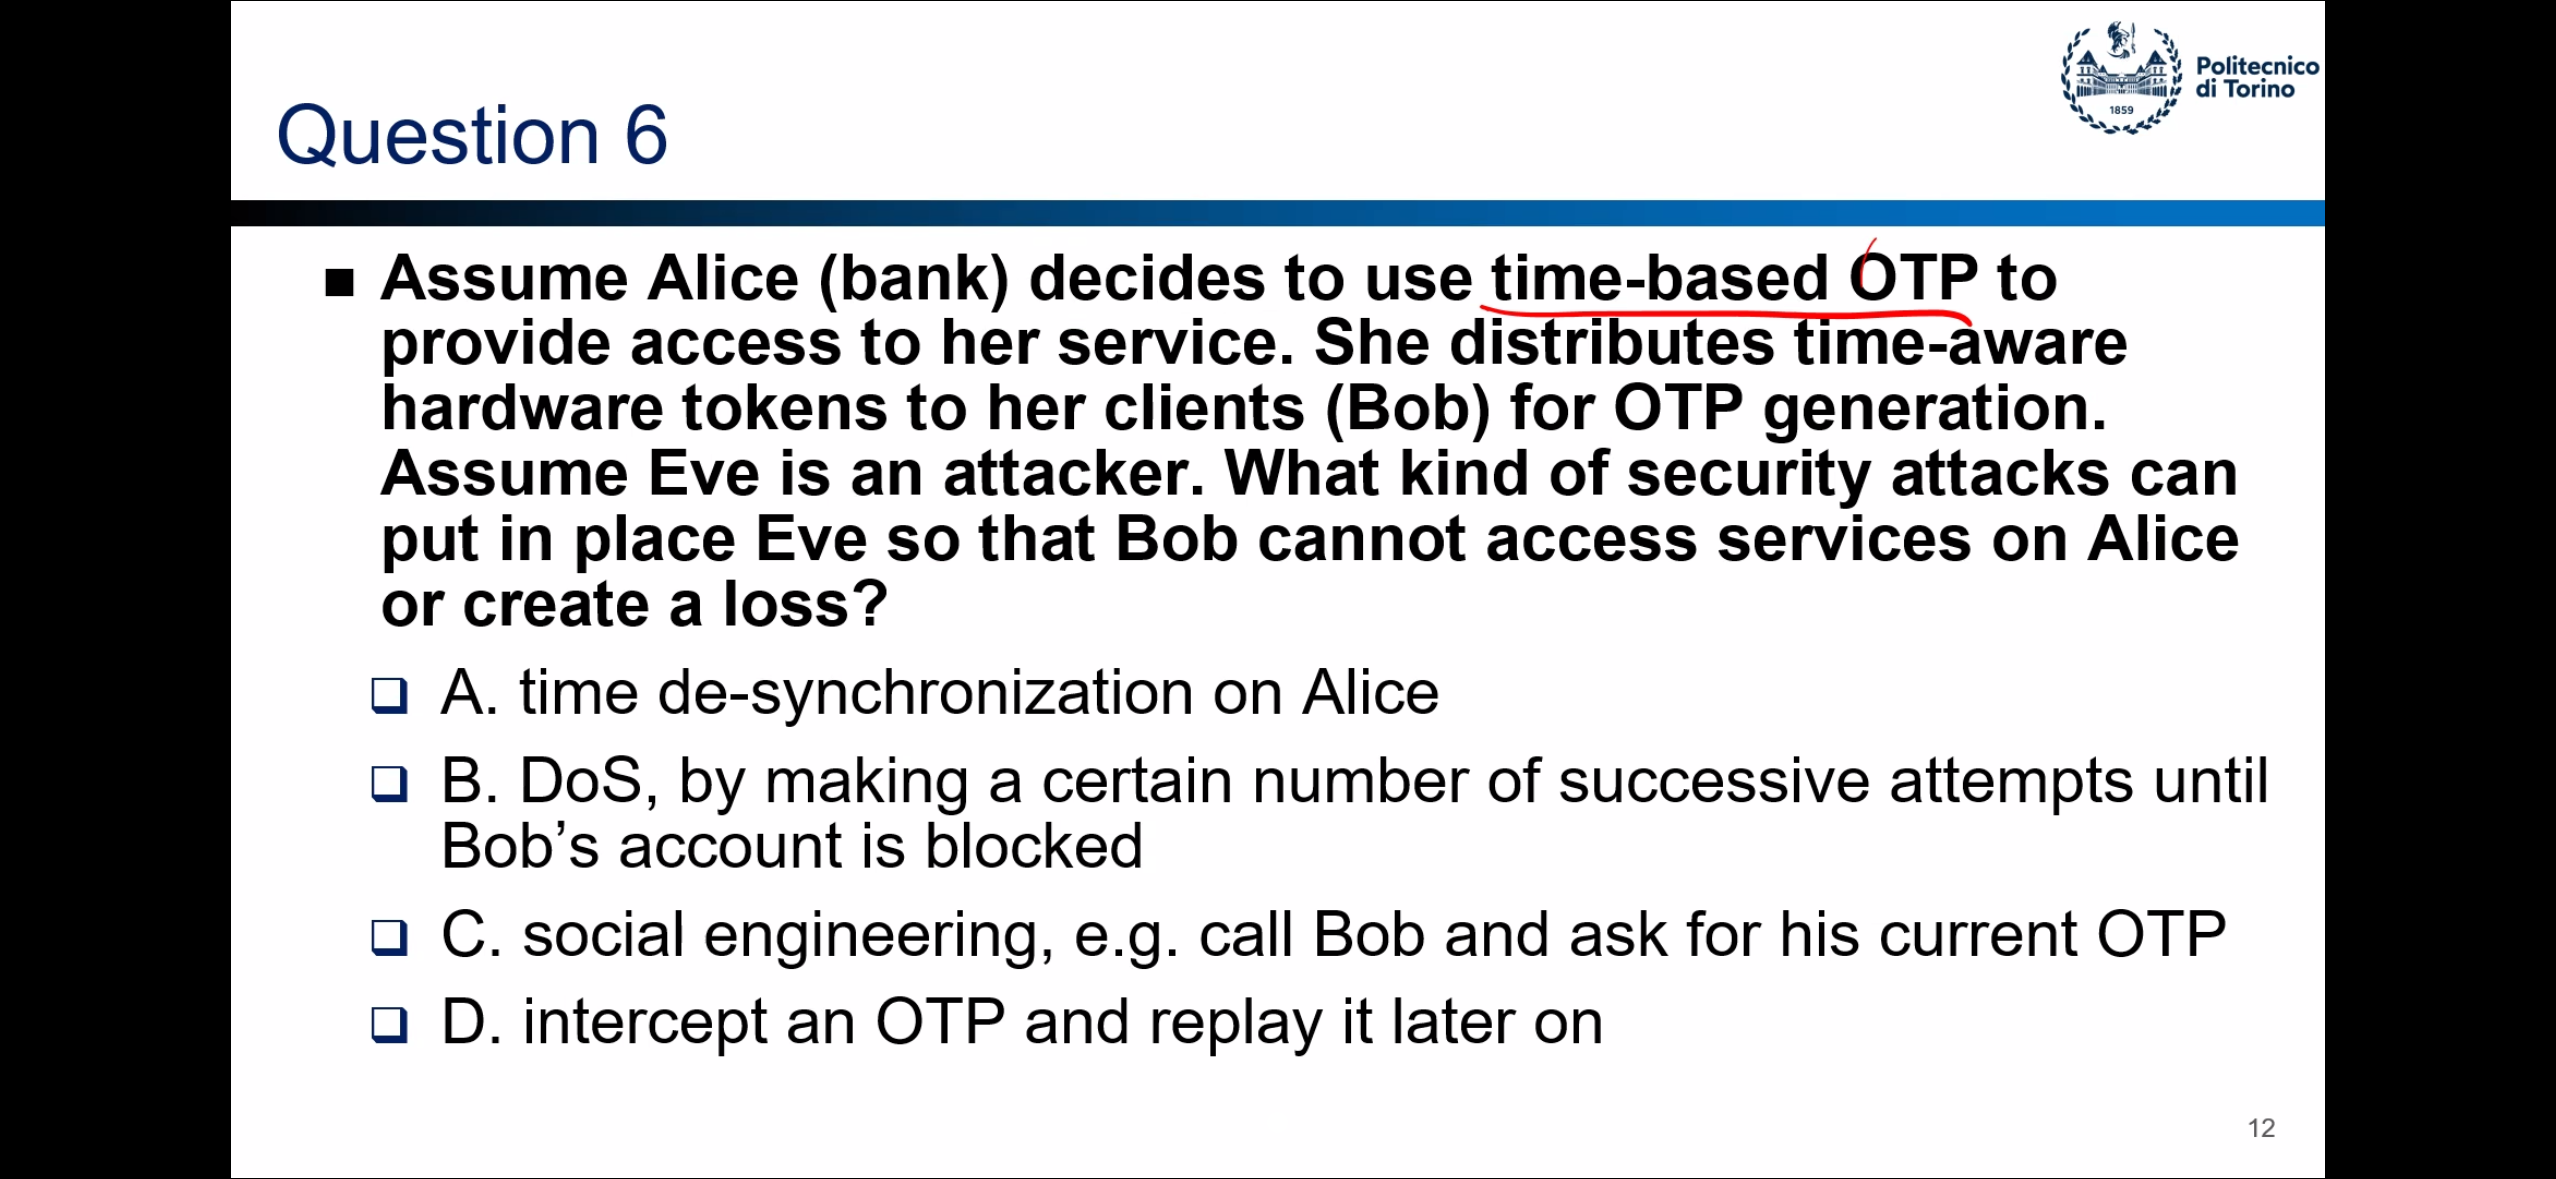 Politecnico
di Torino
1859
Question 6
Assume Alice (bank) decides to use time-based OTP to
provide access to her service. She distributes time-aware
hardware tokens to her clients (Bob) for OTP generation.
Assume Eve is an attacker. What kind of security attacks can
put in place Eve so that Bob cannot access services on Alice
or create a loss?
A. time de-synchronization on Alice
B. DoS, by making a certain number of successive attempts until
Bob’s account is blocked
C. social engineering, e.g. call Bob and ask for his current OTP
D. intercept an OTP and replay it later on
12